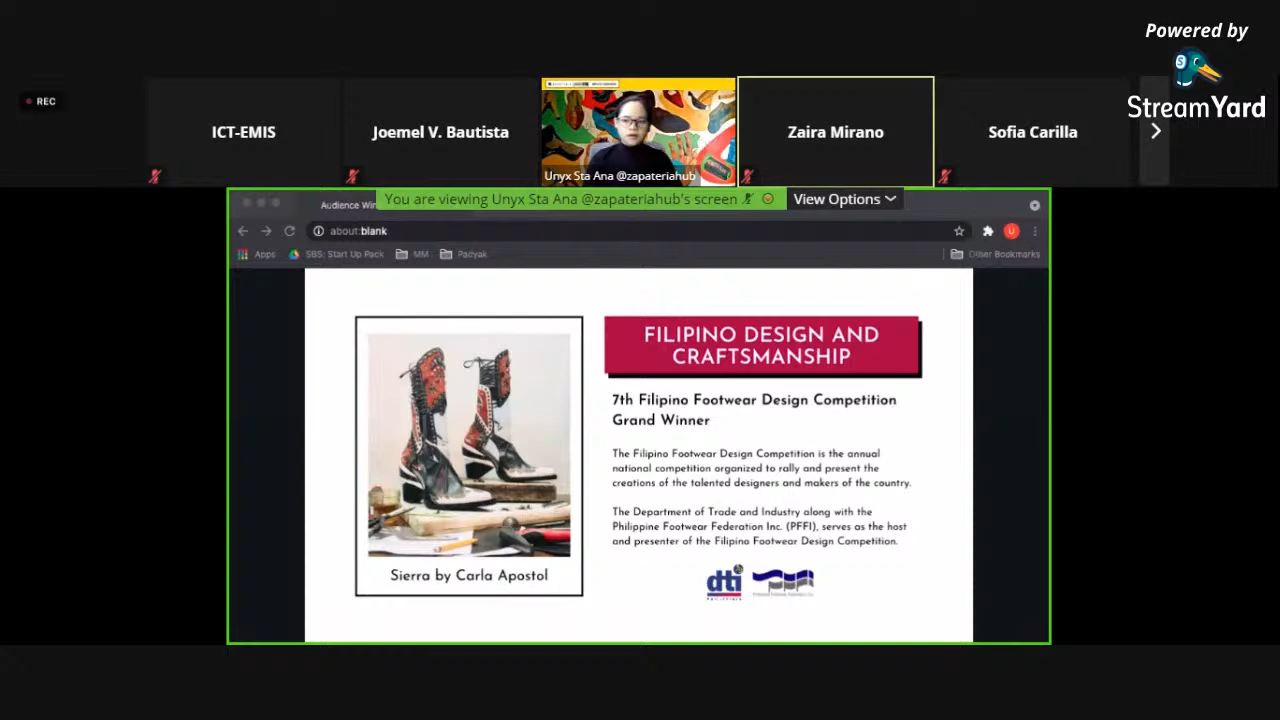 Powered by
StreamYard
REC
ICT-EMIS
Joemel V. Bautista
Unyx Sta Ana @zapateriahub
Zaira Mirano
Sofia Carilla
Audience Win
You are viewing Unyx Sta Ana @zapateriahub's screen
View Options
about:blank
Apps
SBS: Start Up Pack
MM
Padyak
Other Bookmarks
FILIPINO DESIGN AND
CRAFTSMANSHIP
7th Filipino Footwear Design Competition
Grand Winner
The Filipino Footwear Design Competition is the annual
national competition organized to rally and present the
creations of the talented designers and makers of the country.
The Department of Trade and Industry along with the
Philippine Footwear Federation Inc. (PFFI), serves as the host
and presenter of the Filipino Footwear Design Competition.
Sierra by Carla Apostol
dti
PHILIPPINES